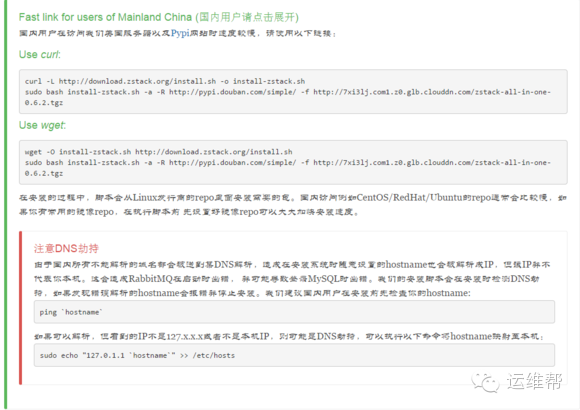 Fast link for users of Mainland China (国内用户请点击展开)
国内用户在访问我们美国服务器以及Pypi网站时速度较慢，请使用以下链接：
Use curl:
curl -L http://download.zstack.org/install.sh -o install-zstack.sh
sudo bash install-zstack.sh -a -R http://pypi.douban.com/simple/ -f http://7xi3lj.com1.z0.glb.clouddn.com/zstack-all-in-one-
0.6.2.tgz
Use wget:
wget -O install-zstack.sh http://download.zstack.org/install.sh
sudo bash install-zstack.sh -a -R http://pypi.douban.com/simple/ -f http://7xi3lj.com1.z0.glb.clouddn.com/zstack-all-in-one-
0.6.2.tgz
在安装的过程中，脚本会从Linux发行商的repo里面安装需要的包。国内访问例如CentOS/RedHat/Ubuntu的repo通常会比较慢，如
果你有常用的镜像repo，在执行脚本前 先设置好镜像repo可以大大加快安装速度。
注意DNS劫持
由于国内所有不能解析的域名都会被送到某DNS解析，造成在安装系统时随意设置的hostname也会被解析成IP，但该IP并不
代表你本机。这会造成RabbitMQ在启动时出错， 并可能导致登海MySQL时出错。我们的安装脚本会在安装时检测DNS劫
持，如果发现错误解析的hostname会报错并停止安装。我们建议国内用户在安装前先检查你的hostname:
ping `hostname`
如果可以解析，但看到的IP不是127.x.x.x或者不是本机IP，则可能是DNS劫持，可以执行以下命令将hostname映射至本机：
sudo echo "127.0.1.1 `hostname`" >> /etc/hosts
运维帮